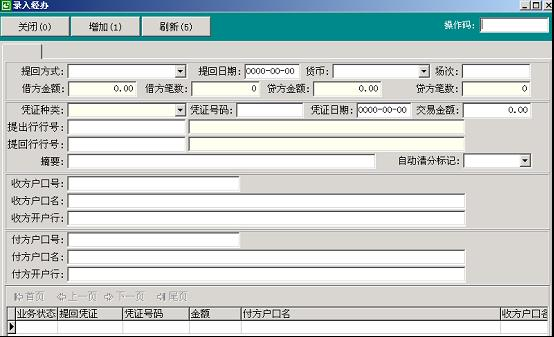 录入经办
关闭(0) 增加(1) 刷新(5) 操作码:
提回方式: 提回日期: 0000-00-00 货币: 场次:
借方金额: 0.00 借方笔数: 0 贷方金额: 0.00 贷方笔数: 0
凭证种类: 凭证号码: 凭证日期: 0000-00-00 交易金额: 0.00
提出行行号:
提回行行号:
摘要: 自动清分标记:
收方户口号:
收方户口名:
收方开户行:
付方户口号:
付方户口名:
付方开户行:
首页 上一页 下一页 尾页
业务状态 提回凭证 凭证号码 金额 付方户口名 收方户口名